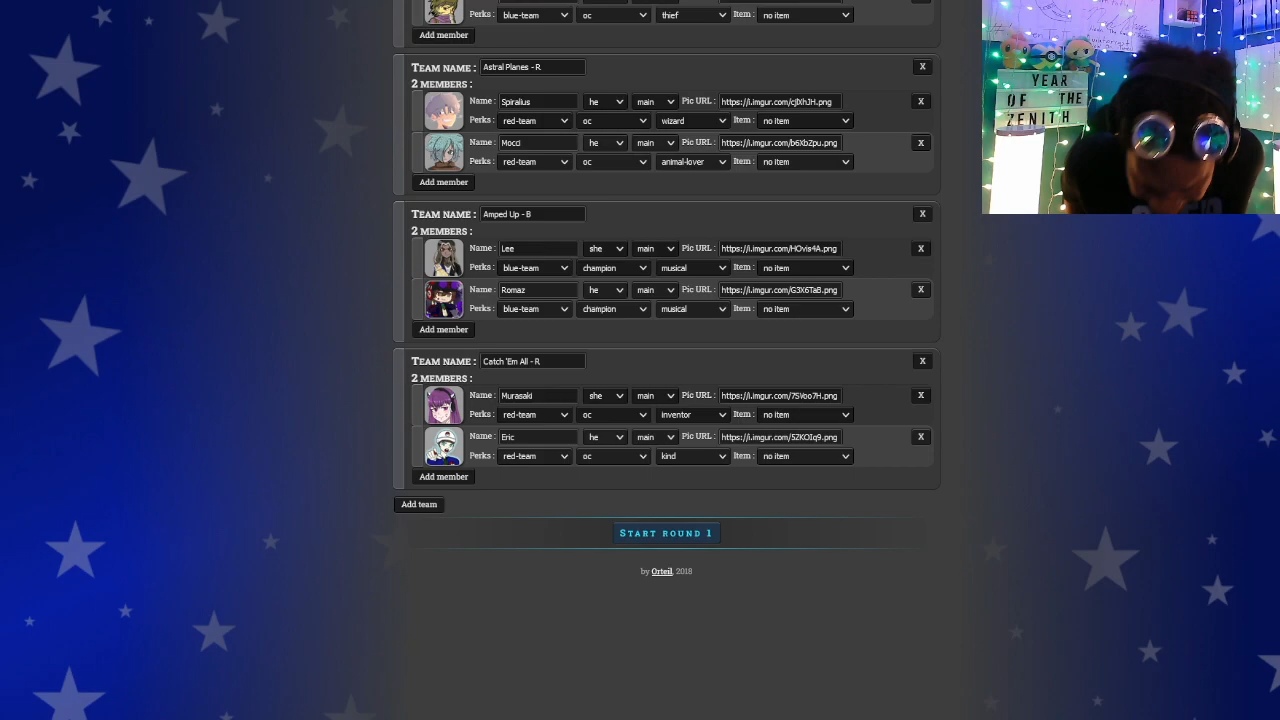 Perks : blue-team oc thief Item : no item
Add member
TEAM NAME : Astral Planes - R X
2 MEMBERS :
Name : Spiralius he main Pic URL : https://i.imgur.com/cJlXhJH.png X
Perks : red-team oc wizard Item : no item
Name : Mocci he main Pic URL : https://i.imgur.com/b6XbZpu.png X
Perks : red-team oc animal-lover Item : no item
Add member
TEAM NAME : Amped Up - B X
2 MEMBERS :
Name : Lee she main Pic URL : https://i.imgur.com/HOvis4A.png X
Perks : blue-team champion musical Item : no item
Name : Romaz he main Pic URL : https://i.imgur.com/G3X6TaB.png X
Perks : blue-team champion musical Item : no item
Add member
TEAM NAME : Catch 'Em All - R X
2 MEMBERS :
Name : Murasaki she main Pic URL : https://i.imgur.com/7SVoo7H.png X
Perks : red-team oc inventor Item : no item
Name : Eric he main Pic URL : https://i.imgur.com/5ZKOIq9.png X
Perks : red-team oc kind Item : no item
Add member
Add team
START ROUND 1
by Orteil, 2018
YEAR
OF THE
ZENITH